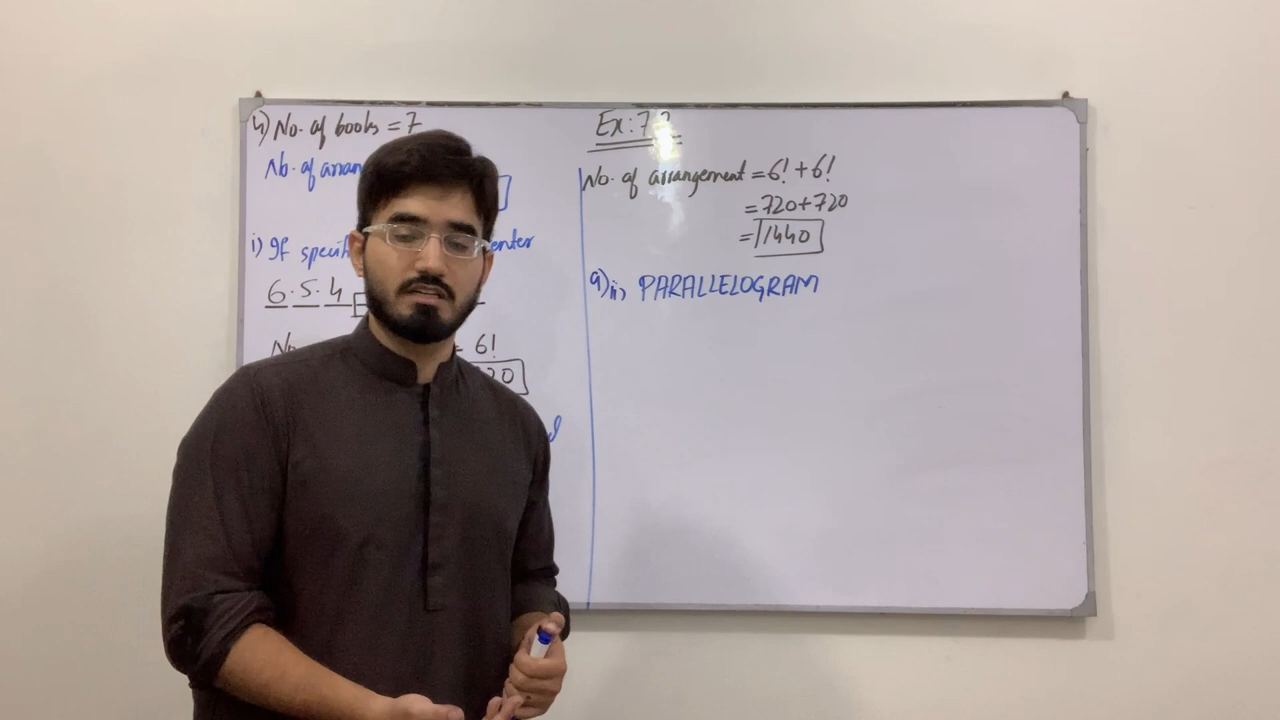 4) No. of books = 7
No. of arran
i) If specif enter
6.5.4
No = 6!
20
Ex: 7.2
No. of arrangement = 6! + 6!
= 720 + 720
= 1440
9) ii) PARALLELOGRAM